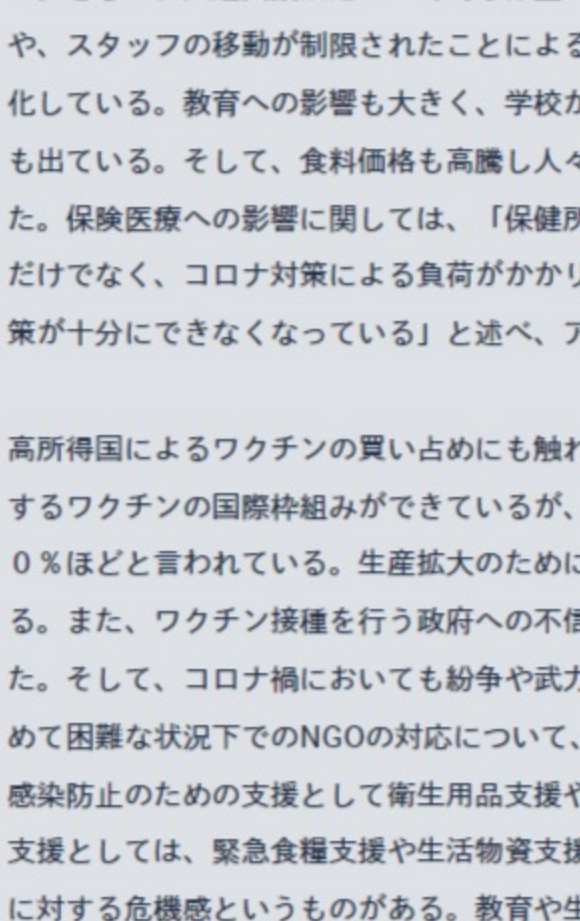 や、スタッフの移動が制限されたことによる
化している。教育への影響も大きく、学校か
も出ている。そして、食料価格も高騰し人々
た。保険医療への影響に関しては、「保健所
だけでなく、コロナ対策による負荷がかかり
策が十分にできなくなっている」と述べ、ア
高所得国によるワクチンの買い占めにも触れ
するワクチンの国際枠組みができているが、
０％ほどと言われている。生産拡大のために
る。また、ワクチン接種を行う政府への不信
た。そして、コロナ禍においても紛争や武力
めて困難な状況下でのNGOの対応について、
感染防止のための支援として衛生用品支援や
支援としては、緊急食糧支援や生活物資支援
に対する危機感というものがある。教育や生